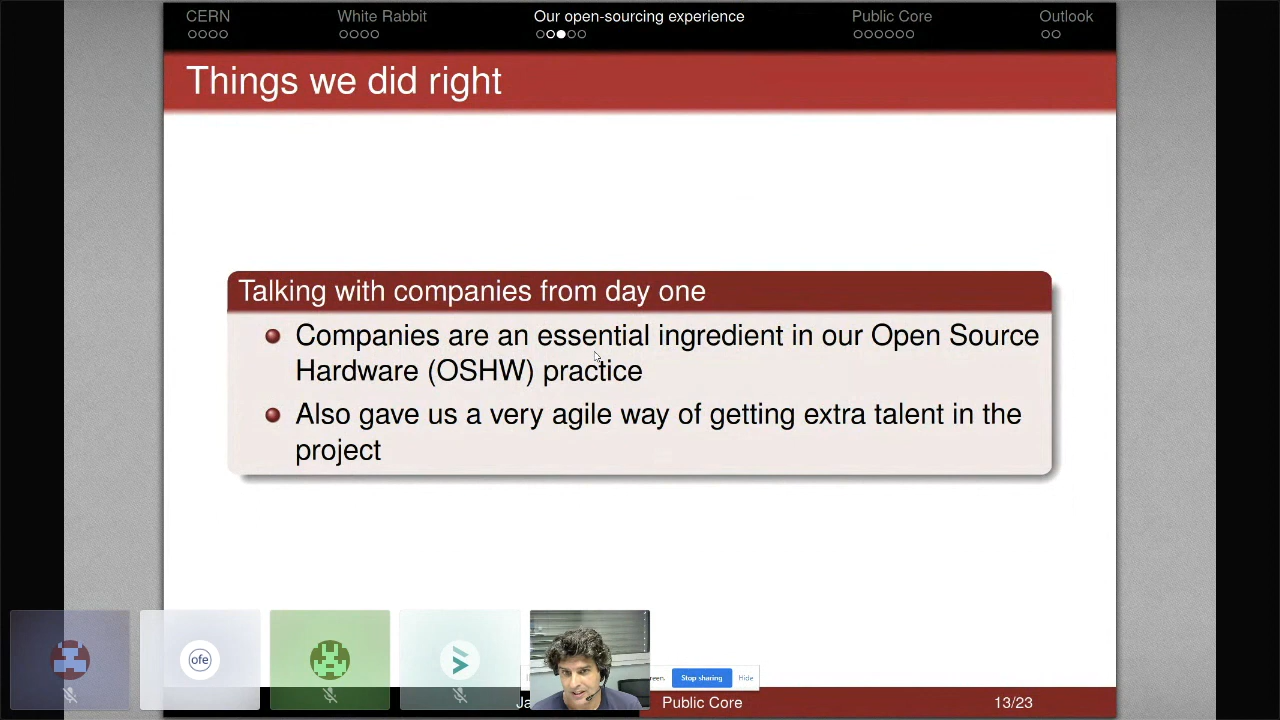 CERN White Rabbit Our open-sourcing experience Public Core Outlook
Things we did right
Talking with companies from day one
Companies are an essential ingredient in our Open Source
Hardware (OSHW) practice
Also gave us a very agile way of getting extra talent in the
project
ofe
Stop sharing Hide
Public Core 13/23